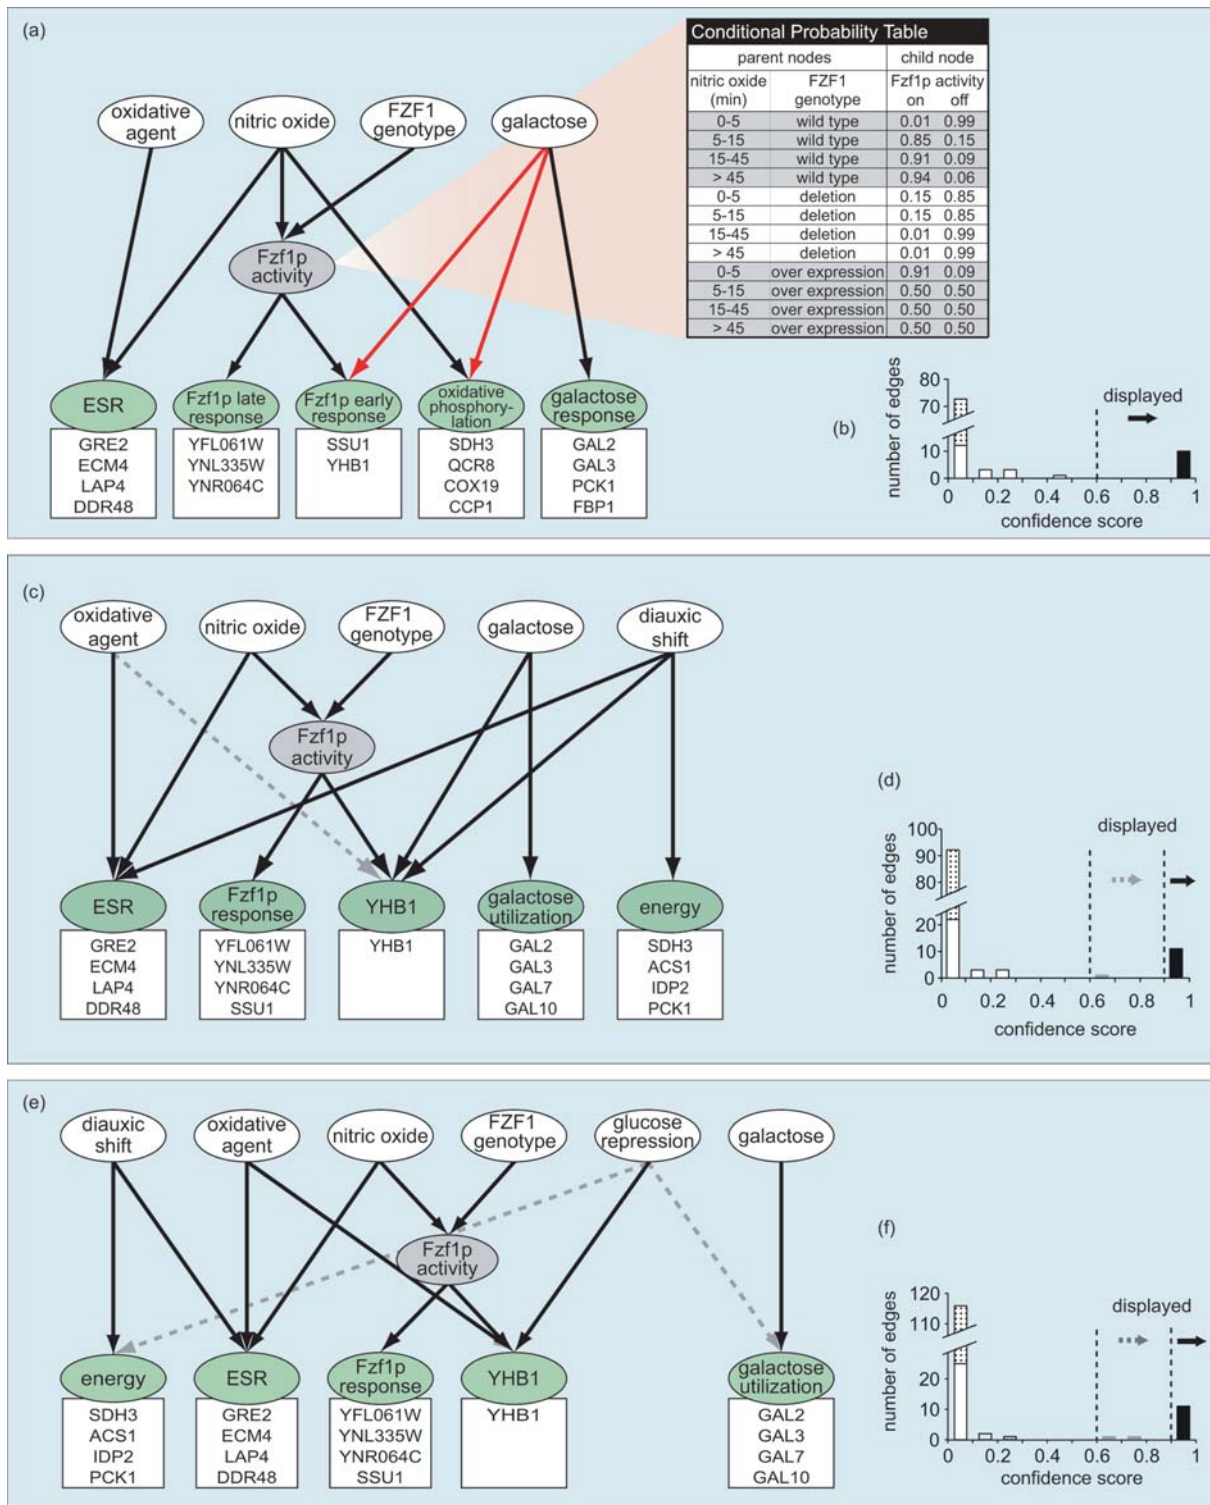 (a)
Conditional Probability Table
parent nodes child node
nitric oxide (min) FZF1 genotype Fzf1p activity on off
0-5 wild type 0.01 0.99
5-15 wild type 0.85 0.15
15-45 wild type 0.91 0.09
> 45 wild type 0.94 0.06
0-5 deletion 0.15 0.85
5-15 deletion 0.15 0.85
15-45 deletion 0.01 0.99
> 45 deletion 0.01 0.99
0-5 over expression 0.91 0.09
5-15 over expression 0.50 0.50
15-45 over expression 0.50 0.50
> 45 over expression 0.50 0.50
oxidative agent
nitric oxide
FZF1 genotype
galactose
Fzf1p activity
ESR
GRE2
ECM4
LAP4
DDR48
Fzf1p late response
YFL061W
YNL335W
YNR064C
Fzf1p early response
SSU1
YHB1
oxidative phosphory-lation
SDH3
QCR8
COX19
CCP1
galactose response
GAL2
GAL3
PCK1
FBP1
(b)
number of edges
80
70
10
0
displayed
0 0.2 0.4 0.6 0.8 1
confidence score
(c)
oxidative agent
nitric oxide
FZF1 genotype
galactose
diauxic shift
Fzf1p activity
ESR
GRE2
ECM4
LAP4
DDR48
Fzf1p response
YFL061W
YNL335W
YNR064C
SSU1
YHB1
YHB1
galactose utilization
GAL2
GAL3
GAL7
GAL10
energy
SDH3
ACS1
IDP2
PCK1
(d)
number of edges
100
90
80
20
10
0
displayed
0 0.2 0.4 0.6 0.8 1
confidence score
(e)
diauxic shift
oxidative agent
nitric oxide
FZF1 genotype
glucose repression
galactose
Fzf1p activity
energy
SDH3
ACS1
IDP2
PCK1
ESR
GRE2
ECM4
LAP4
DDR48
Fzf1p response
YFL061W
YNL335W
YNR064C
SSU1
YHB1
YHB1
galactose utilization
GAL2
GAL3
GAL7
GAL10
(f)
number of edges
120
110
20
10
0
displayed
0 0.2 0.4 0.6 0.8 1
confidence score